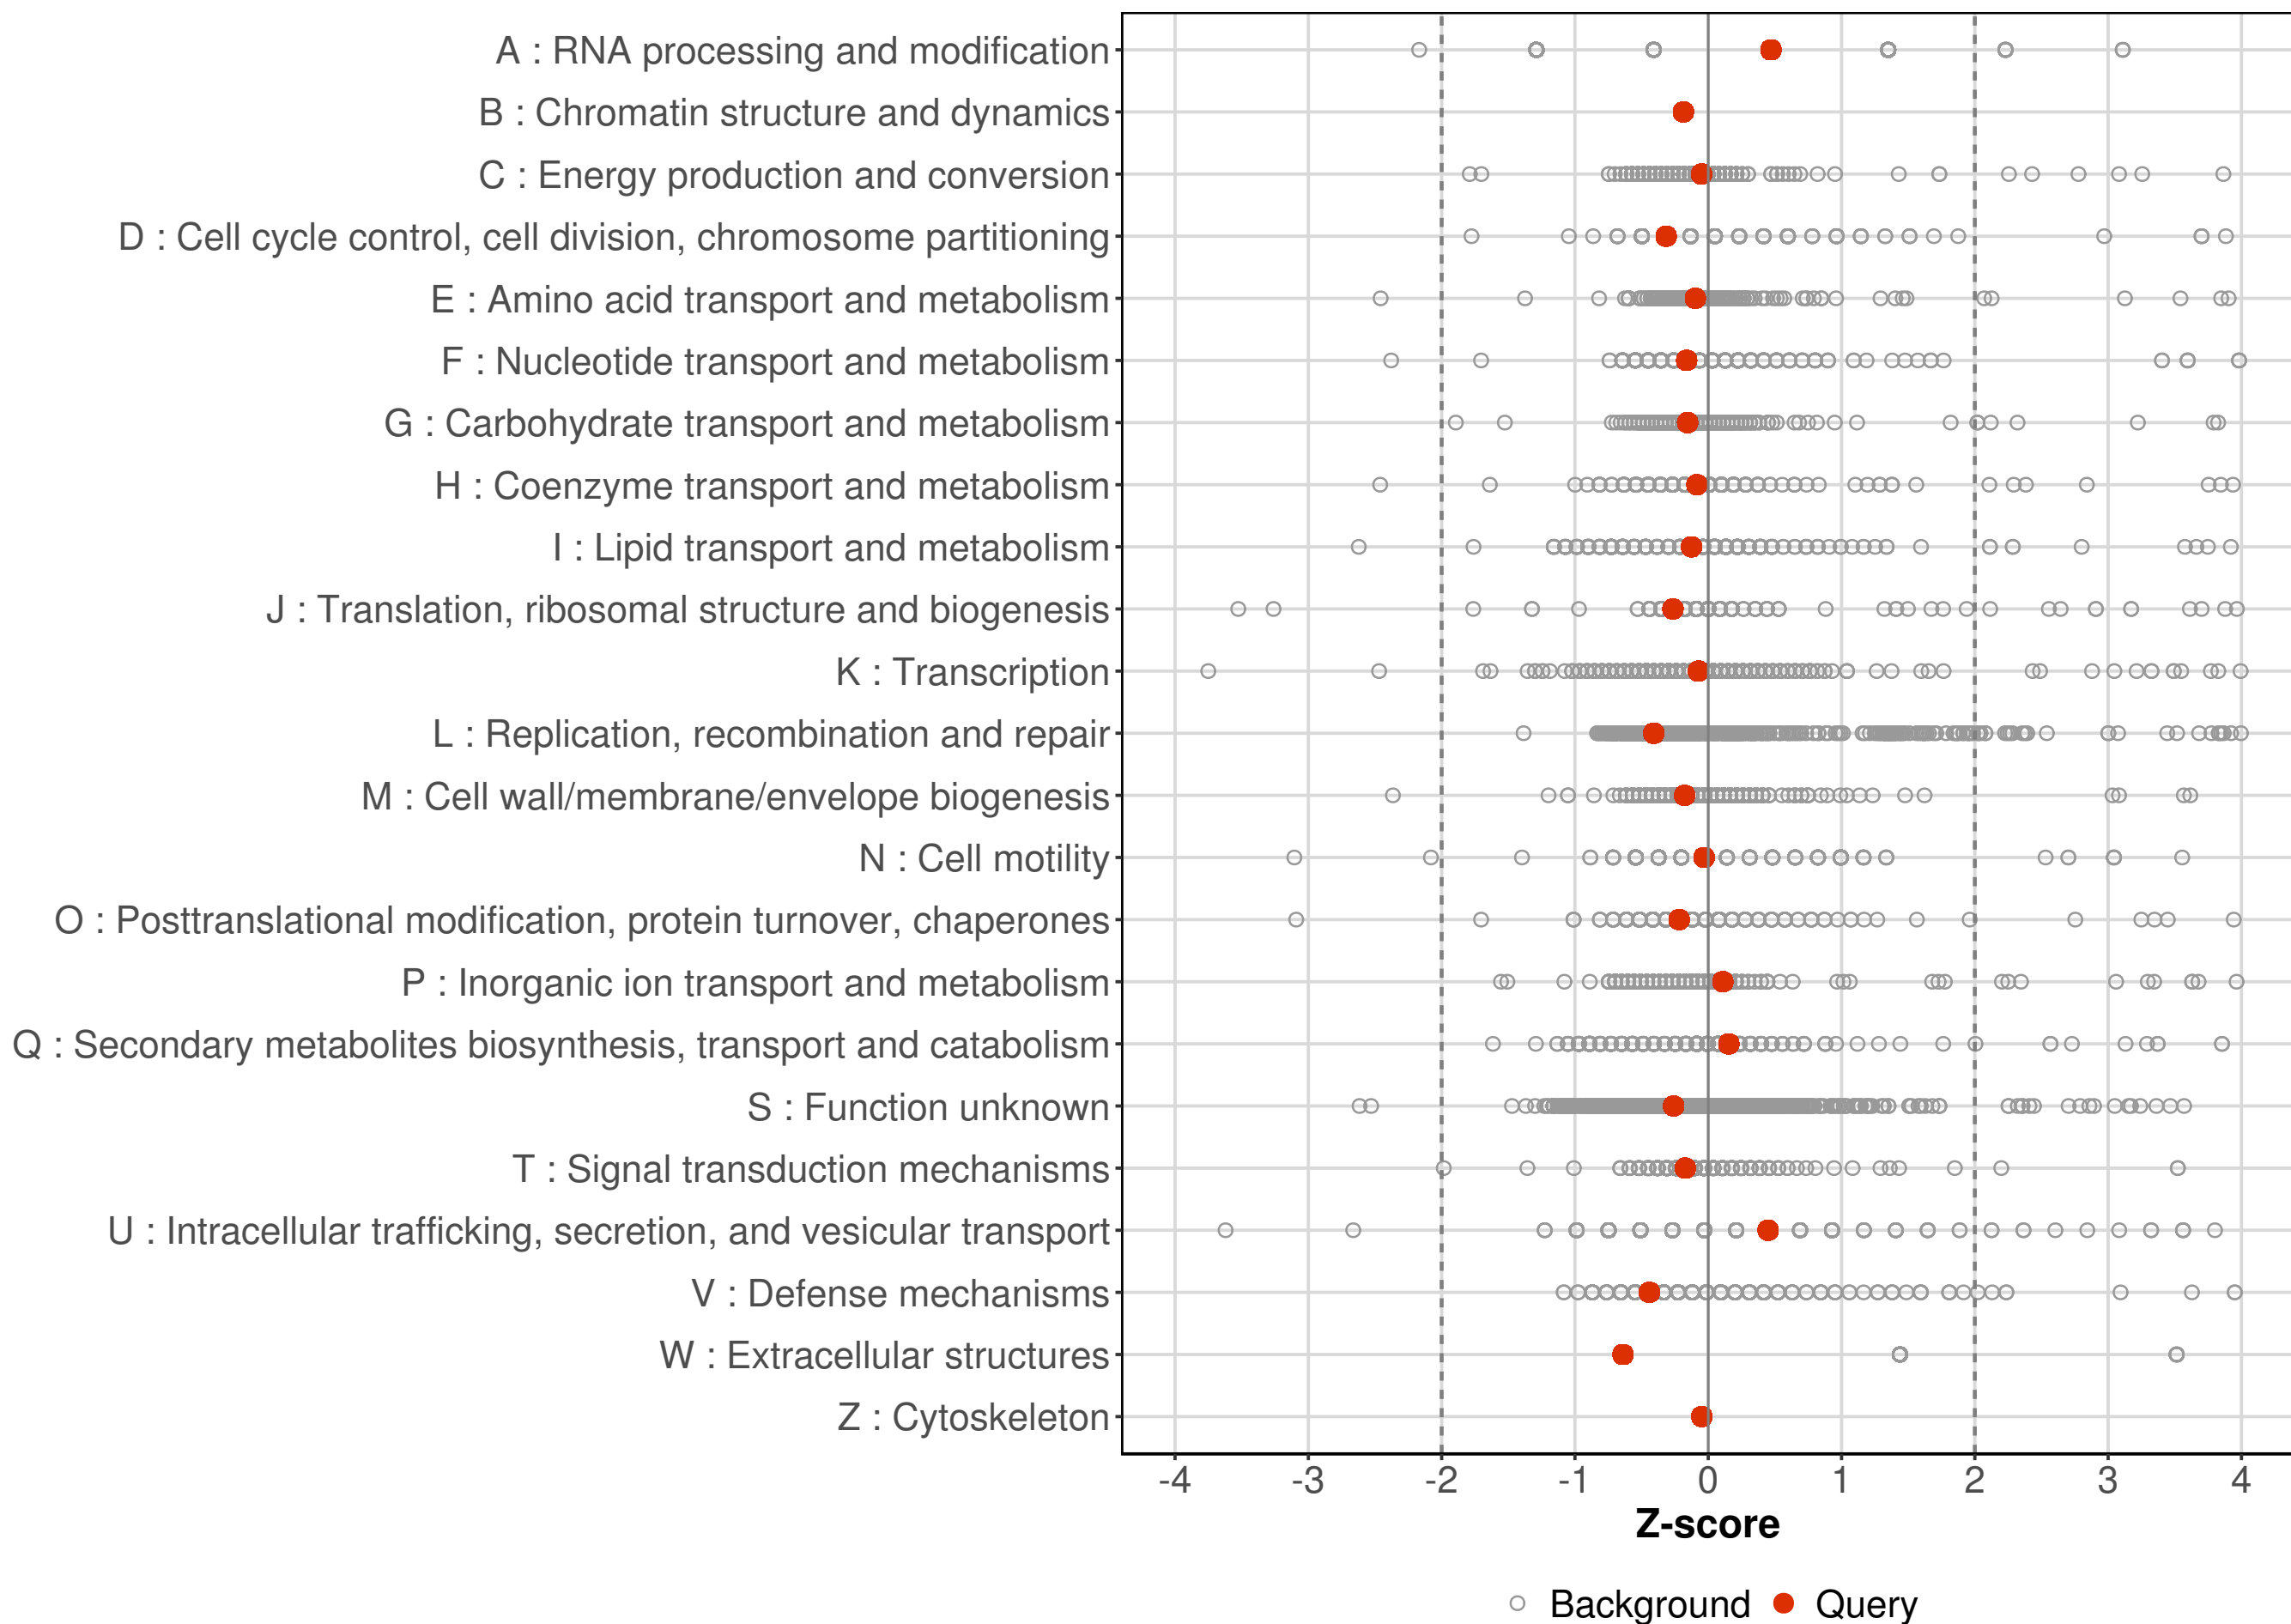 A : RNA processing and modification
B : Chromatin structure and dynamics
C : Energy production and conversion
D : Cell cycle control, cell division, chromosome partitioning
E : Amino acid transport and metabolism
F : Nucleotide transport and metabolism
G : Carbohydrate transport and metabolism
H : Coenzyme transport and metabolism
I : Lipid transport and metabolism
J : Translation, ribosomal structure and biogenesis
K : Transcription
L : Replication, recombination and repair
M : Cell wall/membrane/envelope biogenesis
N : Cell motility
O : Posttranslational modification, protein turnover, chaperones
P : Inorganic ion transport and metabolism
Q : Secondary metabolites biosynthesis, transport and catabolism
S : Function unknown
T : Signal transduction mechanisms
U : Intracellular trafficking, secretion, and vesicular transport
V : Defense mechanisms
W : Extracellular structures
Z : Cytoskeleton
-4 -3 -2 -1 0 1 2 3 4
Z-score
Background Query